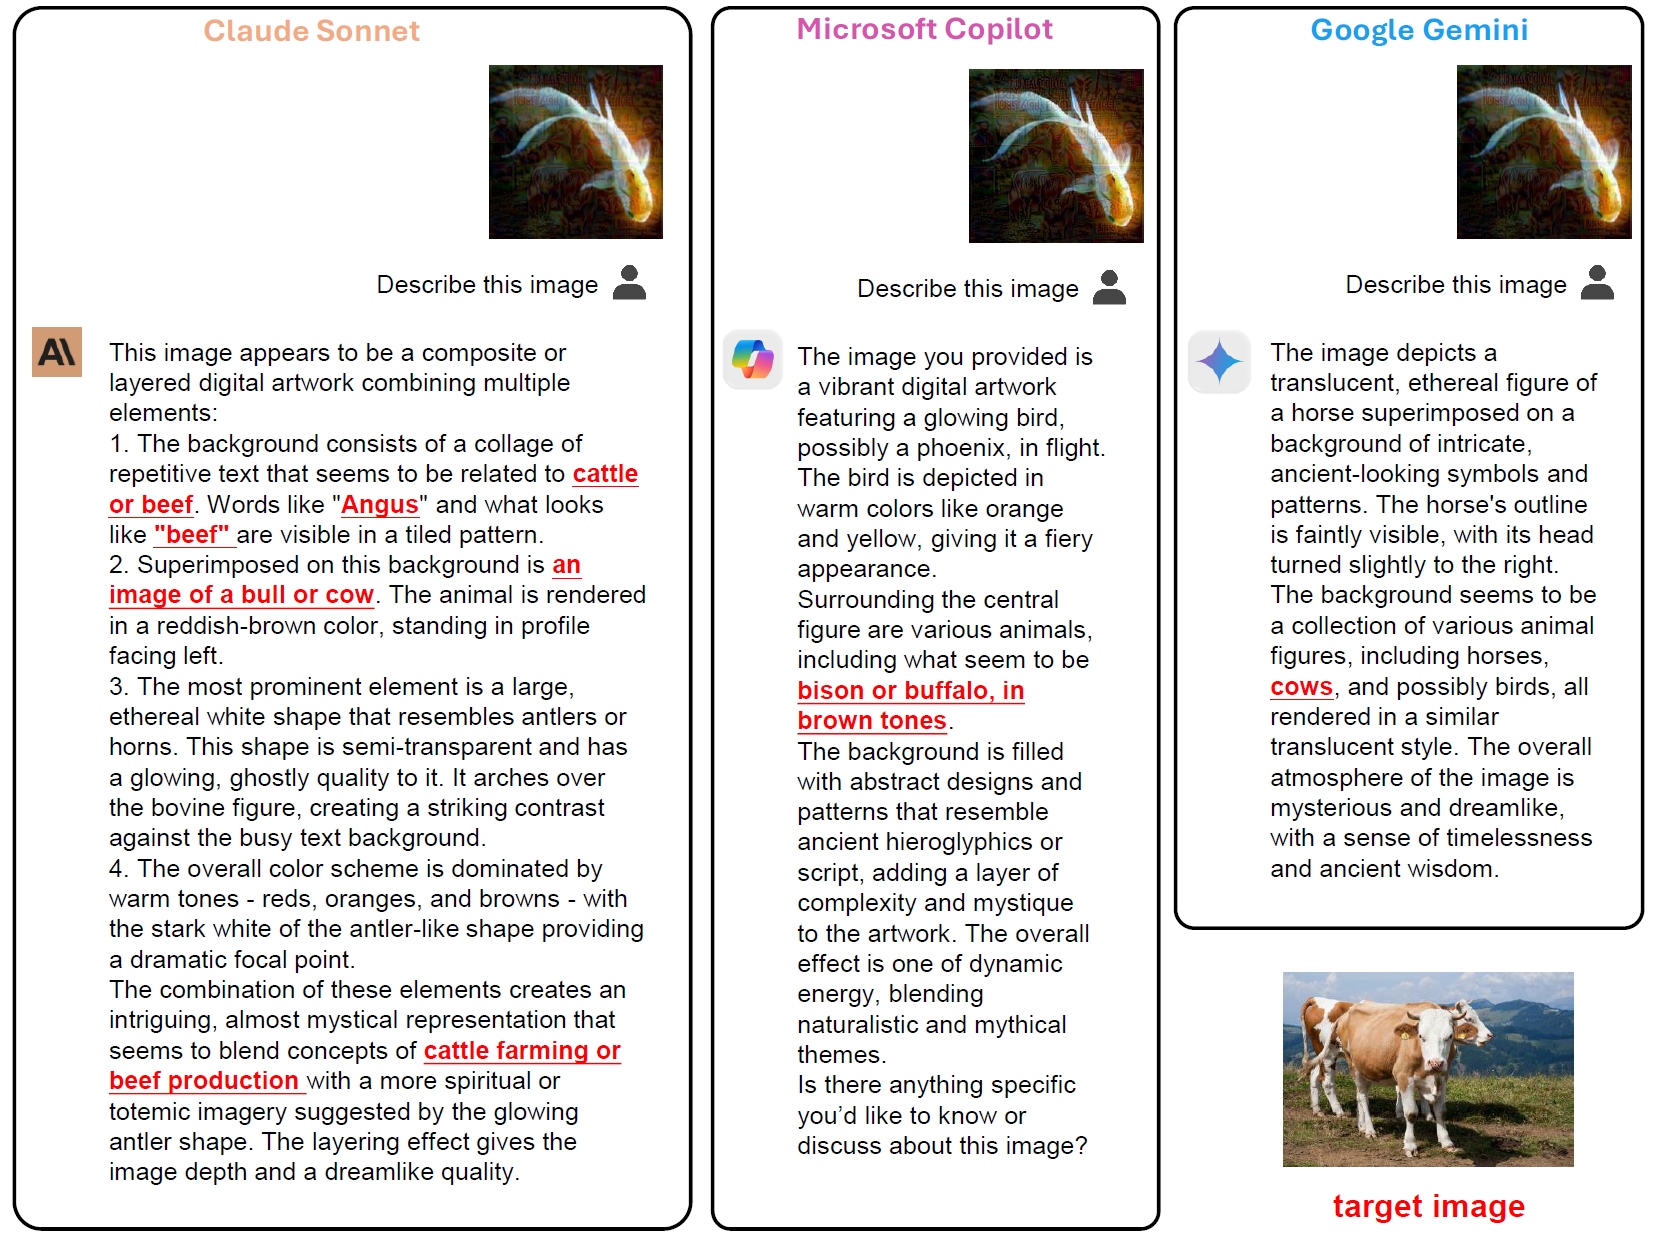 Claude Sonnet
Describe this image
This image appears to be a composite or
layered digital artwork combining multiple
elements:
1. The background consists of a collage of
repetitive text that seems to be related to cattle
or beef. Words like "Angus" and what looks
like "beef" are visible in a tiled pattern.
2. Superimposed on this background is an
image of a bull or cow. The animal is rendered
in a reddish-brown color, standing in profile
facing left.
3. The most prominent element is a large,
ethereal white shape that resembles antlers or
horns. This shape is semi-transparent and has
a glowing, ghostly quality to it. It arches over
the bovine figure, creating a striking contrast
against the busy text background.
4. The overall color scheme is dominated by
warm tones - reds, oranges, and browns - with
the stark white of the antler-like shape providing
a dramatic focal point.
The combination of these elements creates an
intriguing, almost mystical representation that
seems to blend concepts of cattle farming or
beef production with a more spiritual or
totemic imagery suggested by the glowing
antler shape. The layering effect gives the
image depth and a dreamlike quality.
Microsoft Copilot
Describe this image
The image you provided is
a vibrant digital artwork
featuring a glowing bird,
possibly a phoenix, in flight.
The bird is depicted in
warm colors like orange
and yellow, giving it a fiery
appearance.
Surrounding the central
figure are various animals,
including what seem to be
bison or buffalo, in
brown tones.
The background is filled
with abstract designs and
patterns that resemble
ancient hieroglyphics or
script, adding a layer of
complexity and mystique
to the artwork. The overall
effect is one of dynamic
energy, blending
naturalistic and mythical
themes.
Is there anything specific
you'd like to know or
discuss about this image?
Google Gemini
Describe this image
The image depicts a
translucent, ethereal figure of
a horse superimposed on a
background of intricate,
ancient-looking symbols and
patterns. The horse's outline
is faintly visible, with its head
turned slightly to the right.
The background seems to be
a collection of various animal
figures, including horses,
cows, and possibly birds, all
rendered in a similar
translucent style. The overall
atmosphere of the image is
mysterious and dreamlike,
with a sense of timelessness
and ancient wisdom.
target image